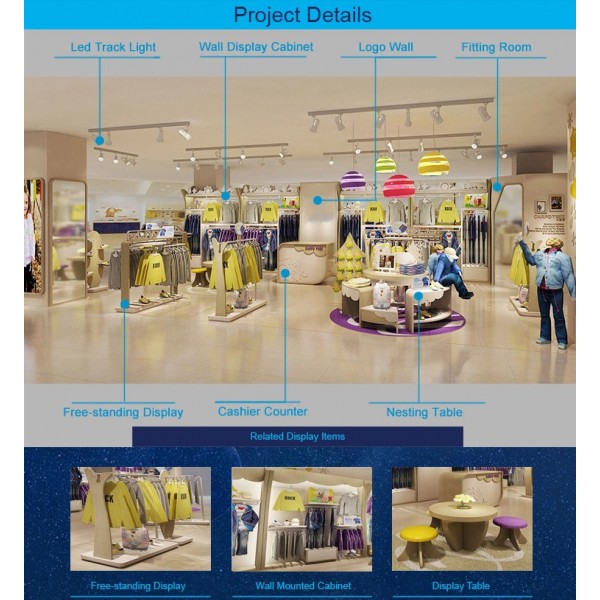 Project Details
Led Track Light
Wall Display Cabinet
Logo Wall
Fitting Room
Free-standing Display
Cashier Counter
Nesting Table
Related Display Items
Free-standing Display
Wall Mounted Cabinet
Display Table